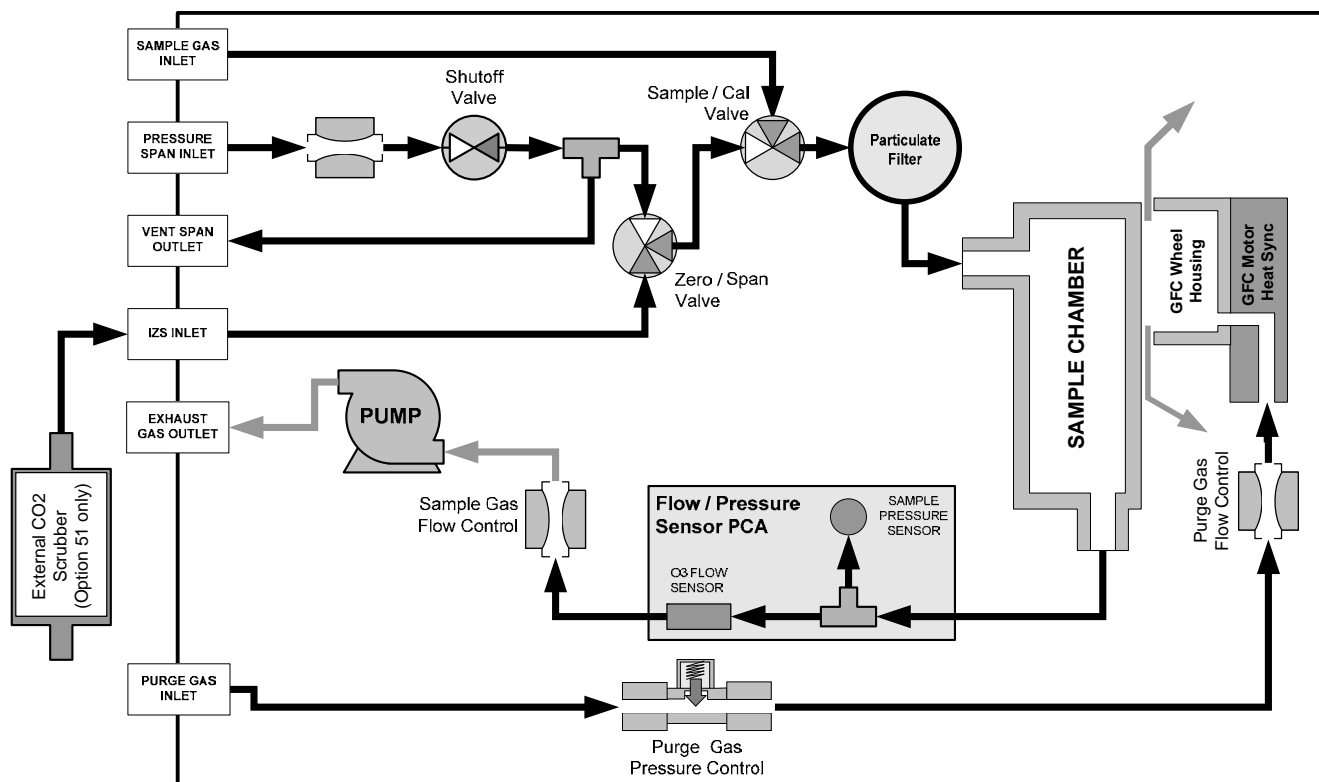 SAMPLE GAS
INLET
Shutoff
Valve
Sample / Cal
Valve
PRESSURE
SPAN INLET
Particulate
Filter
VENT SPAN
OUTLET
Zero / Span
Valve
SAMPLE CHAMBER
GFC Wheel
Housing
GFC Motor
Heat Sync
IZS INLET
EXHAUST
GAS OUTLET
PUMP
External CO2
Scrubber
(Option 51 only)
Sample Gas
Flow Control
Flow / Pressure
Sensor PCA
SAMPLE
PRESSURE
SENSOR
O3 FLOW
SENSOR
Purge Gas
Flow Control
PURGE GAS
INLET
Purge Gas
Pressure Control